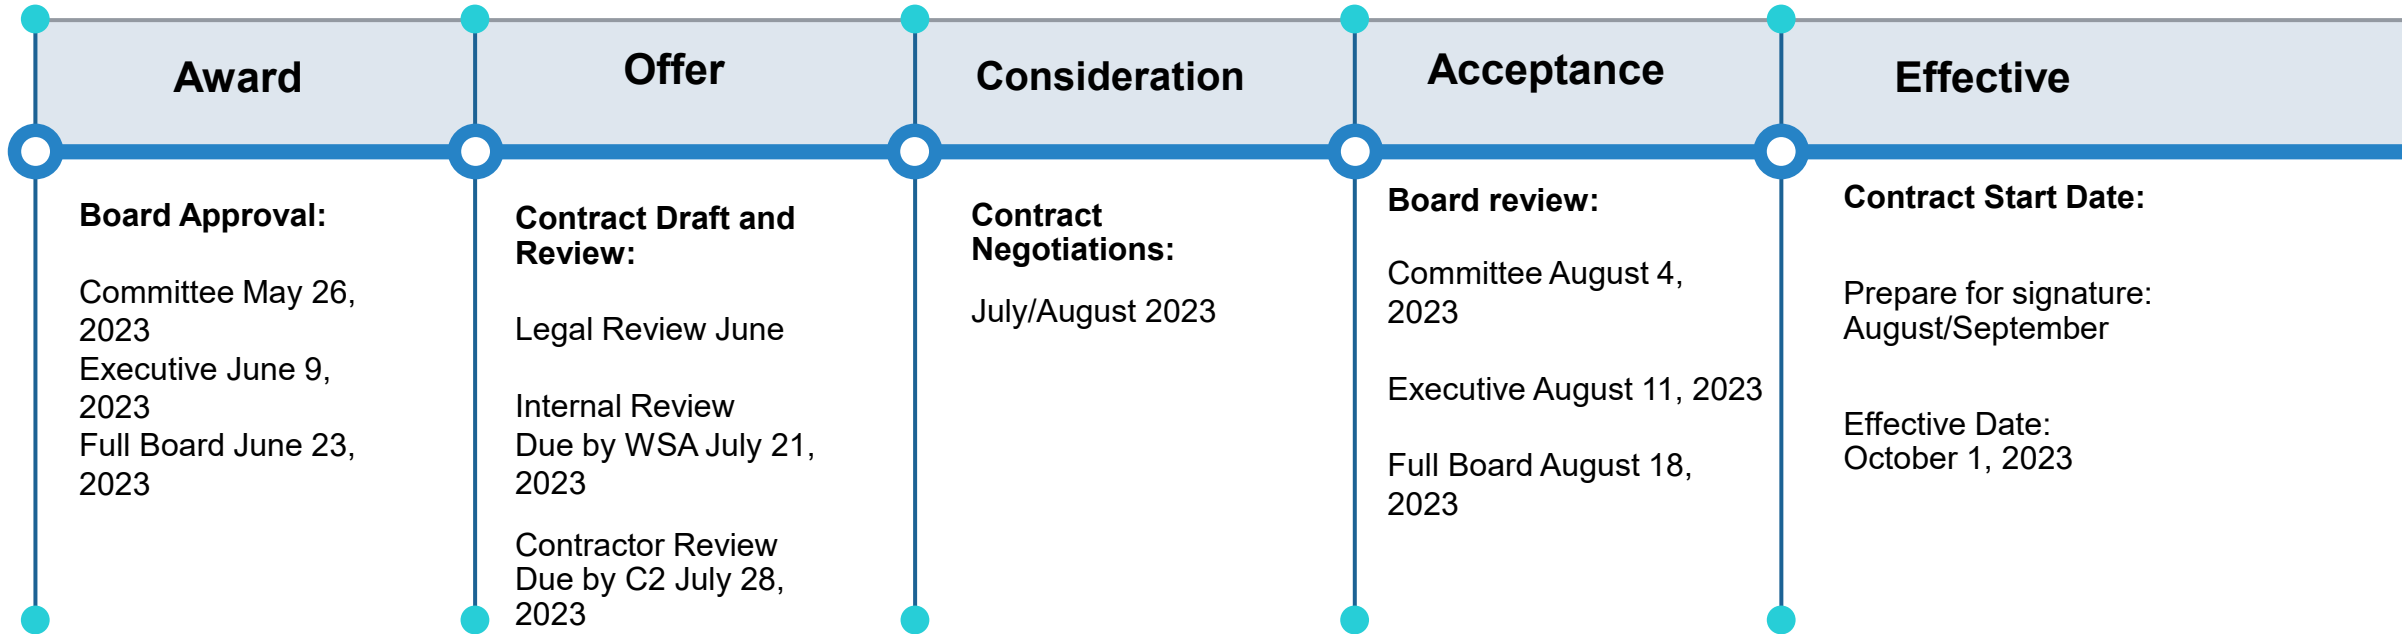 Award
Board Approval:
Committee May 26,
2023
Executive June 9,
2023
Full Board June 23,
2023
Offer
Contract Draft and
Review:
Legal Review June
Internal Review
Due by WSA July 21,
2023
Contractor Review
Due by C2 July 28,
2023
Consideration
Contract
Negotiations:
July/August 2023
Acceptance
Board review:
Committee August 4,
2023
Executive August 11, 2023
Full Board August 18,
2023
Effective
Contract Start Date:
Prepare for signature:
August/September
Effective Date:
October 1, 2023